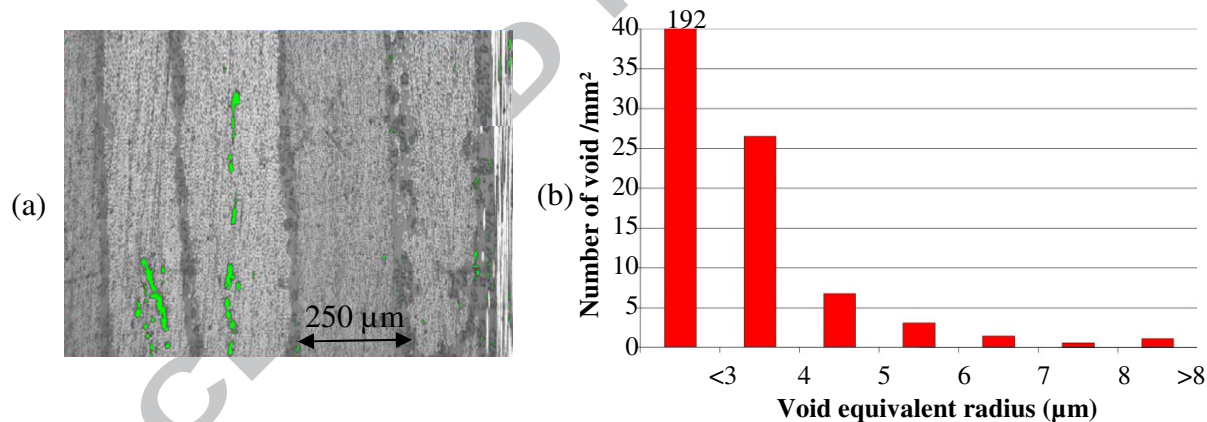 (a)
250 µm
(b)
Number of void /mm²
192
40
35
30
25
20
15
10
5
0
<3 4 5 6 7 8 >8
Void equivalent radius (µm)